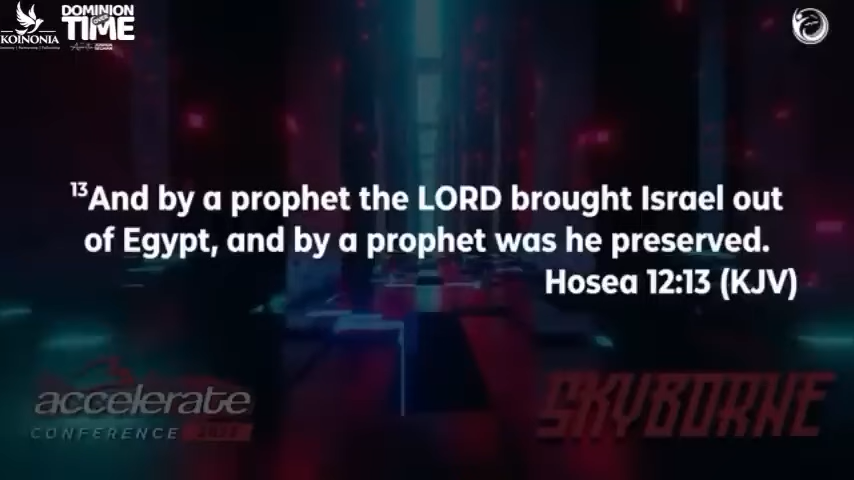 KOINONIA
DOMINION
OVER
TIME
13And by a prophet the LORD brought Israel out
of Egypt, and by a prophet was he preserved.
Hosea 12:13 (KJV)
accelerate
CONFERENCE
SKYBORNE